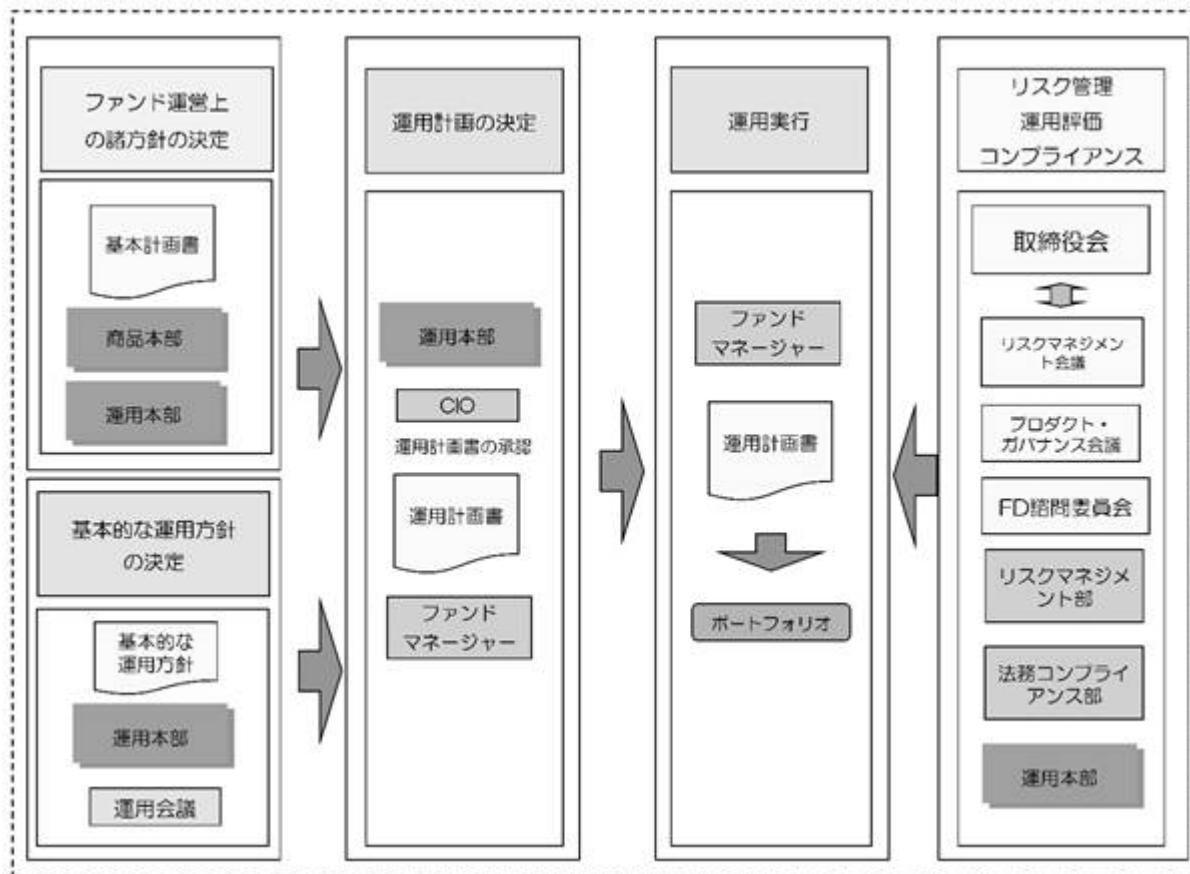 ファンド運営上
の諸方針の決定
基本計画書
商品本部
運用本部
基本的な運用方針
の決定
基本的な
運用方針
運用本部
運用会議
運用計画の決定
運用本部
CIO
運用計画書の承認
運用計画書
ファンド
マネージャー
運用実行
ファンド
マネージャー
運用計画書
ポートフォリオ
リスク管理
運用評価
コンプライアンス
取締役会
リスクマネジメン
ト会議
プロダクト・
ガバナンス会議
FD諮問委員会
リスクマネジメ
ント部
法務コンプライ
アンス部
運用本部